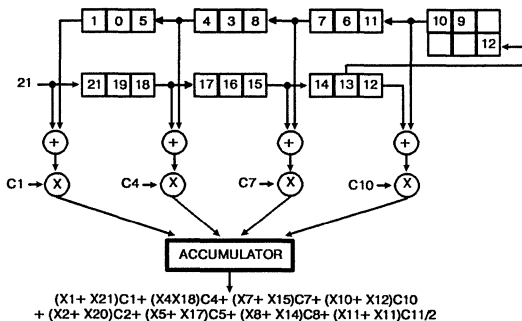 1 0 5 4 3 8 7 6 11 10 9
12
21 21 19 18 17 16 15 14 13 12
+ + + +
C1 X C4 X C7 X C10 X
ACCUMULATOR
(X1+ X21)C1+ (X4X18)C4+ (X7+ X15)C7+ (X10+ X12)C10
+ (X2+ X20)C2+ (X5+ X17)C5+ (X8+ X14)C8+ (X11+ X11)C11/2